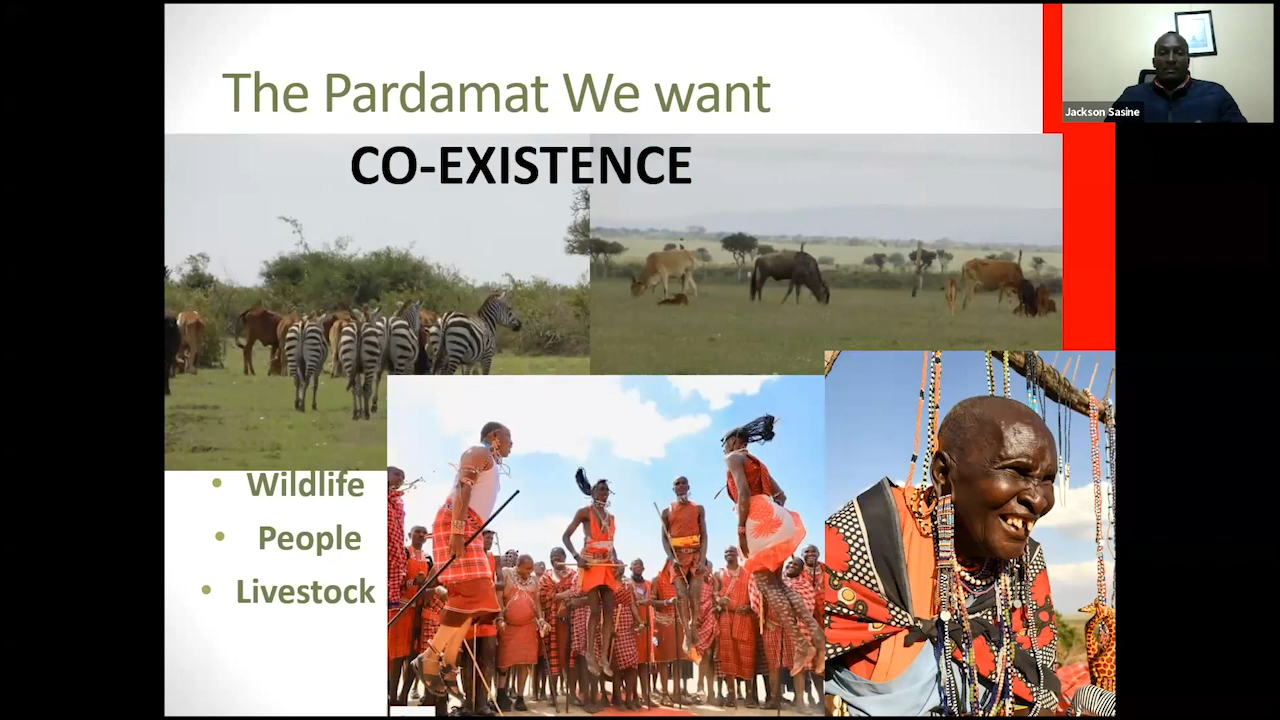 The Pardamat We want
Jackson Sasine
CO-EXISTENCE
• Wildlife
• People
• Livestock